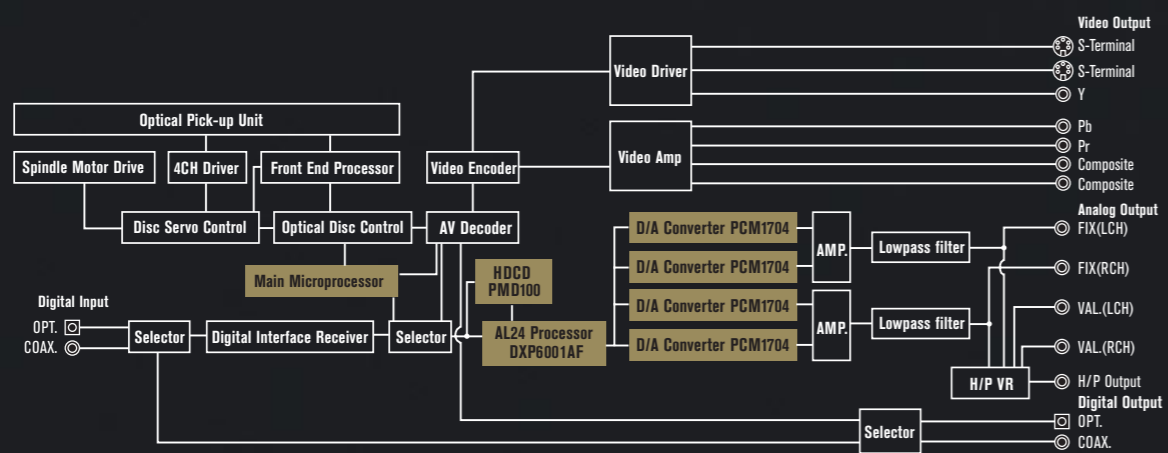 Video Output
S-Terminal
Video Driver
S-Terminal
Y
Optical Pick-up Unit
Pb
Pr
Spindle Motor Drive
4CH Driver
Front End Processor
Video Encoder
Video Amp
Composite
Composite
Analog Output
Disc Servo Control
Optical Disc Control
AV Decoder
D/A Converter PCM1704
AMP.
Lowpass filter
FIX(LCH)
Main Microprocessor
HDCD
PMD100
D/A Converter PCM1704
FIX(RCH)
Digital Input
D/A Converter PCM1704
VAL.(LCH)
OPT.
COAX.
Selector
Digital Interface Receiver
Selector
AL24 Processor
DXP6001AF
D/A Converter PCM1704
AMP.
Lowpass filter
VAL.(RCH)
H/P VR
H/P Output
Digital Output
Selector
OPT.
COAX.